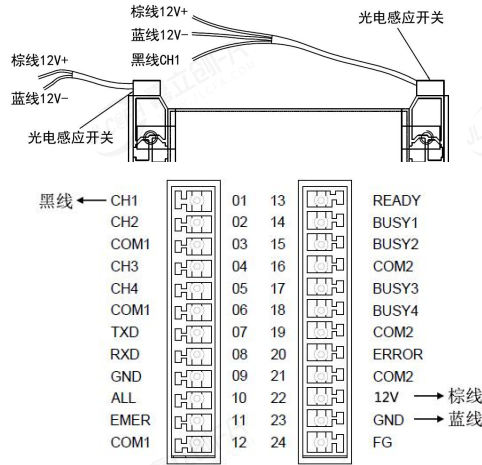 棕线12V+
光电感应开关
蓝线12V-
黑线CH1
棕线12V+
蓝线12V-
光电感应开关
黑线 CH1 01 13 READY
CH2 02 14 BUSY1
COM1 03 15 BUSY2
CH3 04 16 COM2
CH4 05 17 BUSY3
COM1 06 18 BUSY4
TXD 07 19 COM2
RXD 08 20 ERROR
GND 09 21 COM2
ALL 10 22 12V 棕线
EMER 11 23 GND 蓝线
COM1 12 24 FG